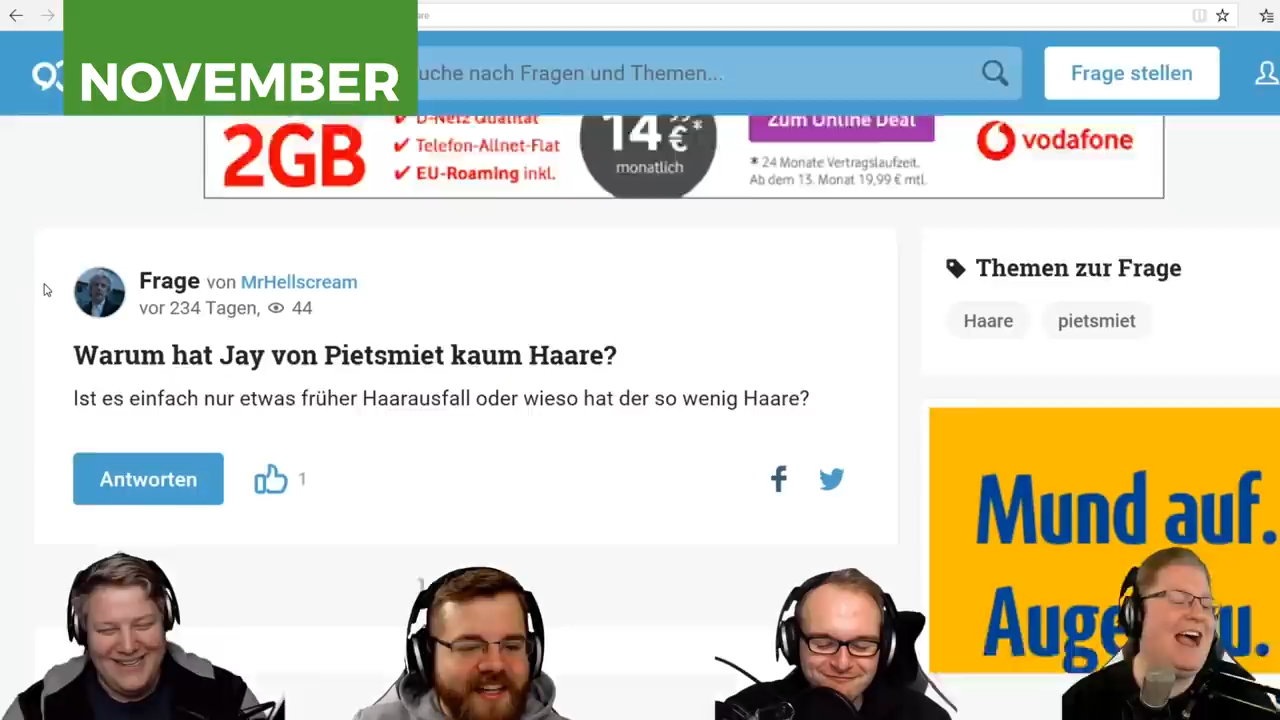 NOVEMBER
uche nach Fragen und Themen...
Frage stellen
2GB
D-Netz Qualität
Telefon-Allnet-Flat
EU-Roaming inkl.
14
€*
monatlich
Zum Online Deal
* 24 Monate Vertragslaufzeit.
Ab dem 13. Monat 19,99 € mtl.
vodafone
Frage von MrHellscream
vor 234 Tagen, 44
Warum hat Jay von Pietsmiet kaum Haare?
Ist es einfach nur etwas früher Haarausfall oder wieso hat der so wenig Haare?
Antworten
1
Themen zur Frage
Haare
pietsmiet
Mund auf.
Auge u.